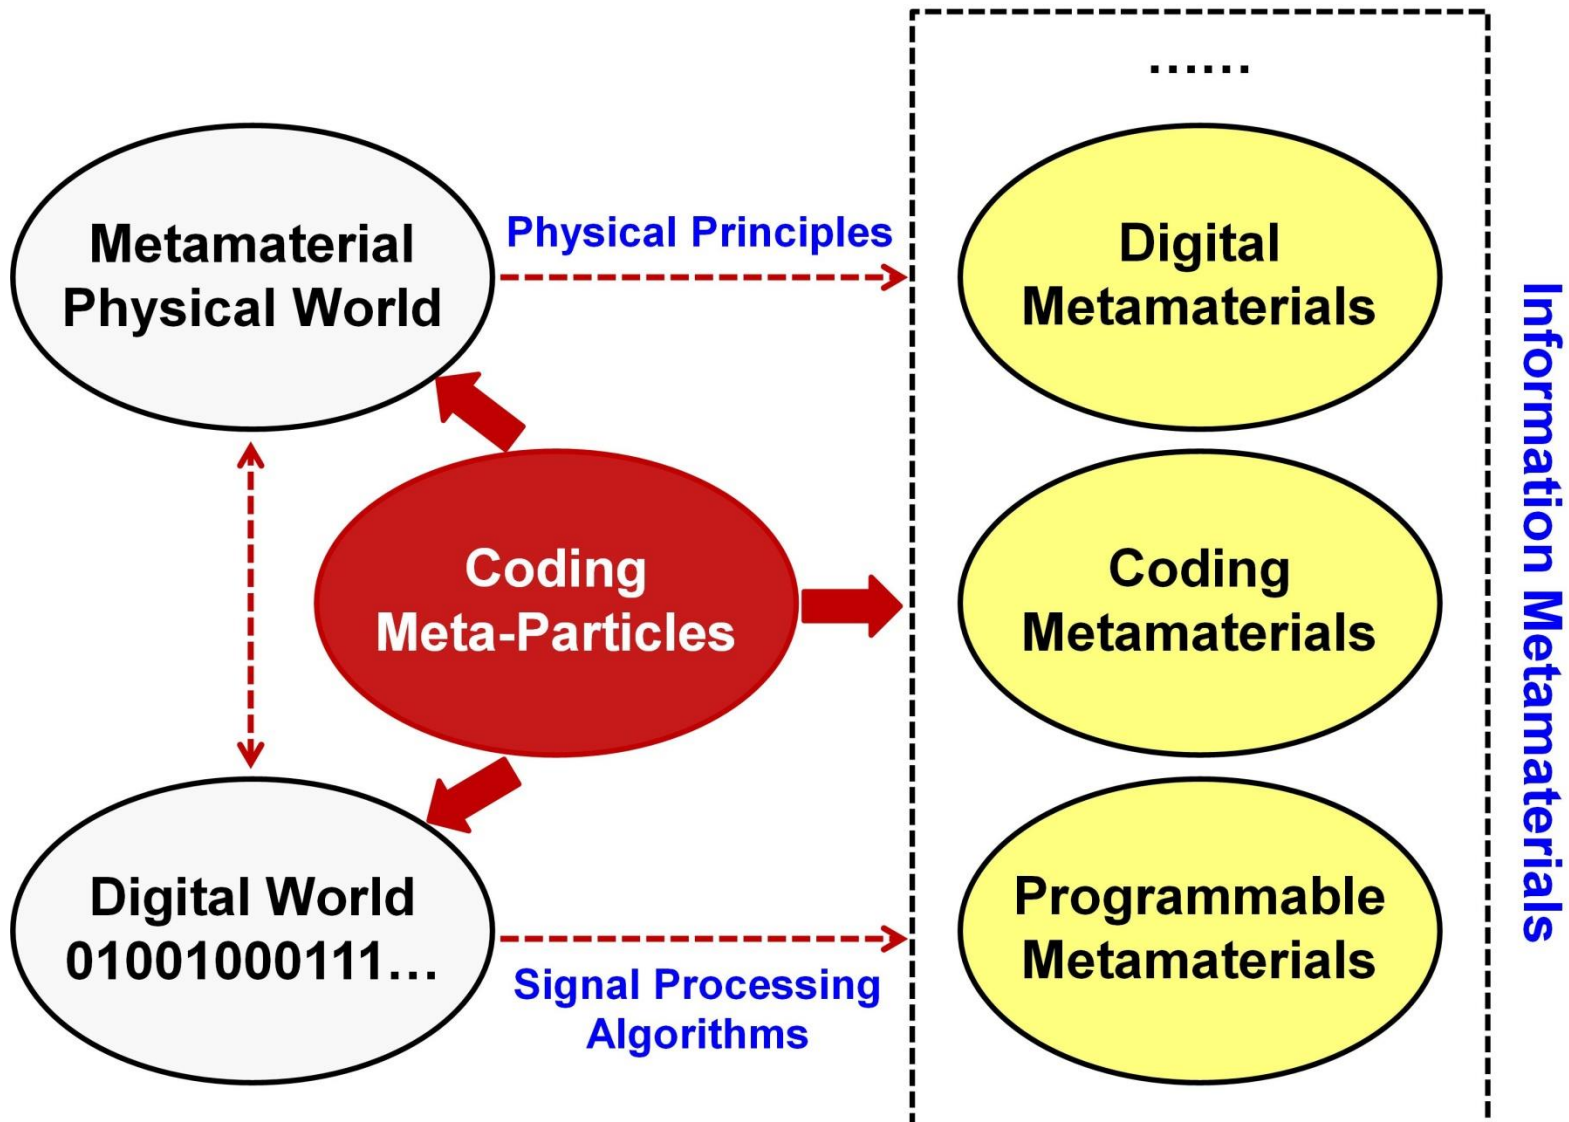 ......
Metamaterial
Physical World
Physical Principles
Digital
Metamaterials
Coding
Meta-Particles
Coding
Metamaterials
Digital World
01001000111...
Signal Processing
Algorithms
Programmable
Metamaterials
Information Metamaterials